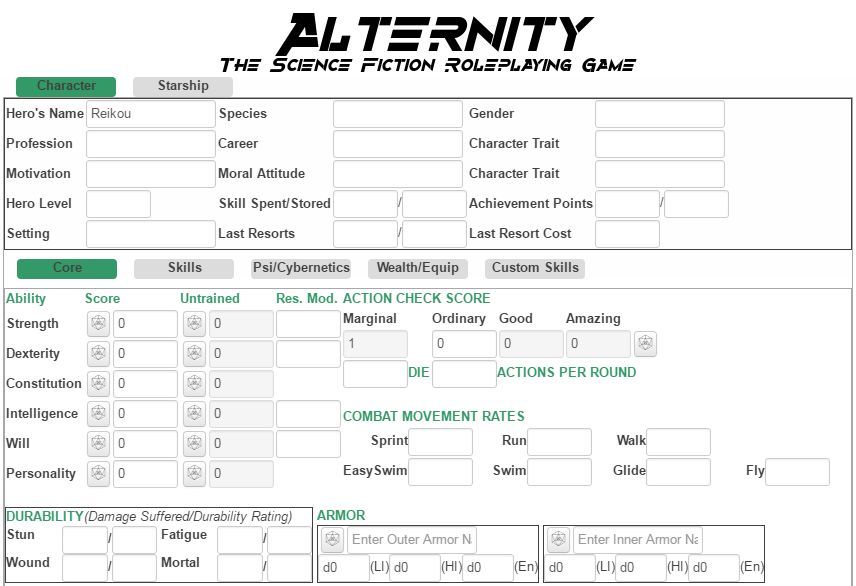 ALTERNITY
THE SCIENCE FICTION ROLEPLAYING GAME
Character Starship
Hero's Name Reikou Species Gender
Profession Career Character Trait
Motivation Moral Attitude Character Trait
Hero Level Skill Spent/Stored / Achievement Points /
Setting Last Resorts / Last Resort Cost
Core Skills Psi/Cybernetics Wealth/Equip Custom Skills
Ability Score Untrained Res. Mod. ACTION CHECK SCORE
Strength 0 0 Marginal Ordinary Good Amazing
Dexterity 0 0 1 0 0 0
Constitution 0 0 DIE ACTIONS PER ROUND
Intelligence 0 0 COMBAT MOVEMENT RATES
Will 0 0 Sprint Run Walk
Personality 0 0 EasySwim Swim Glide Fly
DURABILITY(Damage Suffered/Durability Rating) ARMOR
Stun / Fatigue / Enter Outer Armor Na Enter Inner Armor Na
Wound / Mortal / d0 (LI) d0 (HI) d0 (En) d0 (LI) d0 (HI) d0 (En)